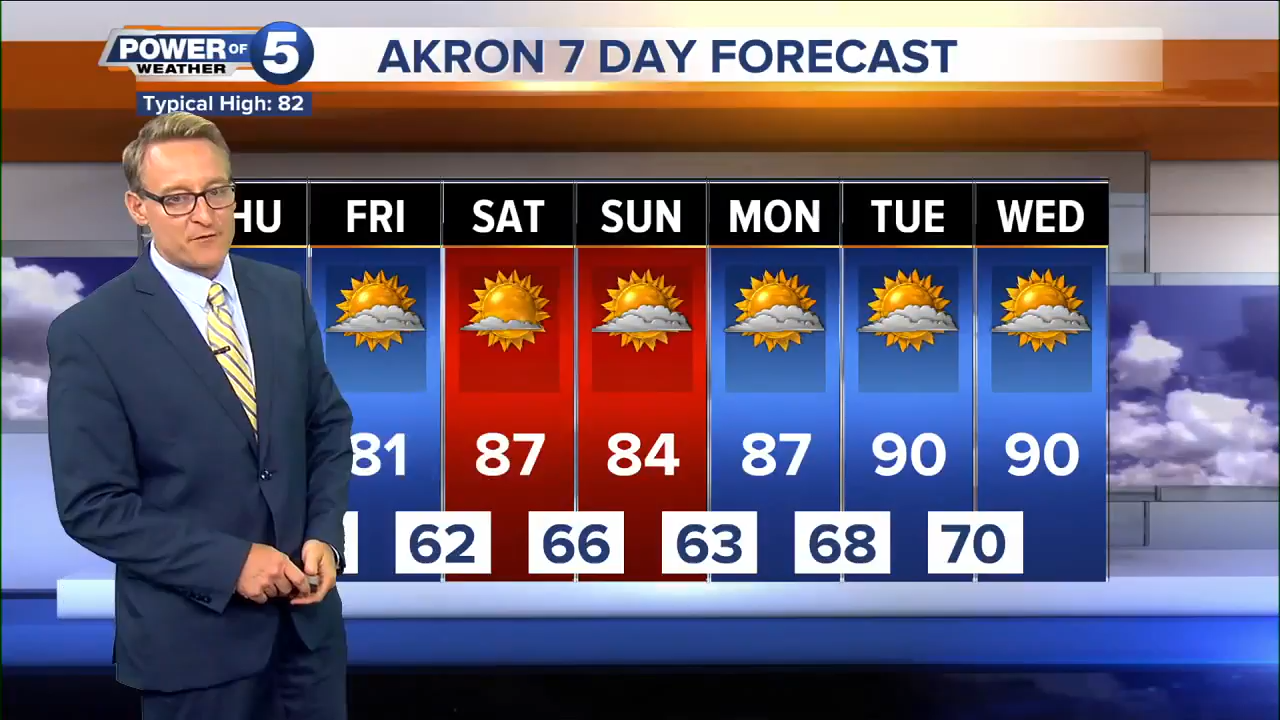 POWER OF 5
WEATHER
AKRON 7 DAY FORECAST
Typical High: 82
HU FRI SAT SUN MON TUE WED
81 87 84 87 90 90
62 66 63 68 70